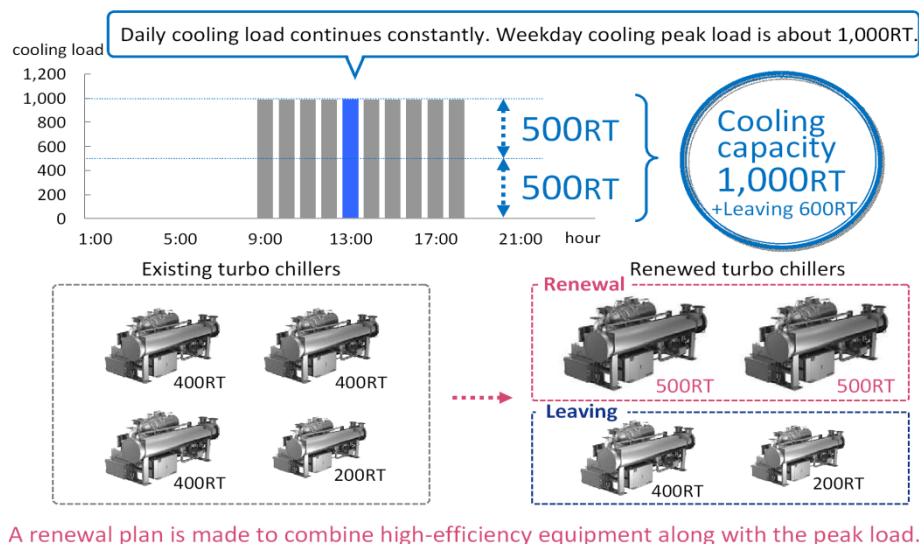 Daily cooling load continues constantly. Weekday cooling peak load is about 1,000RT.
cooling load
1,200
1,000
800
600
400
200
0
1:00 5:00 9:00 13:00 17:00 21:00 hour
500RT
500RT
Cooling
capacity
1,000RT
+Leaving 600RT
Existing turbo chillers
400RT 400RT
400RT 200RT
Renewed turbo chillers
Renewal
500RT 500RT
Leaving
400RT 200RT
A renewal plan is made to combine high-efficiency equipment along with the peak load.